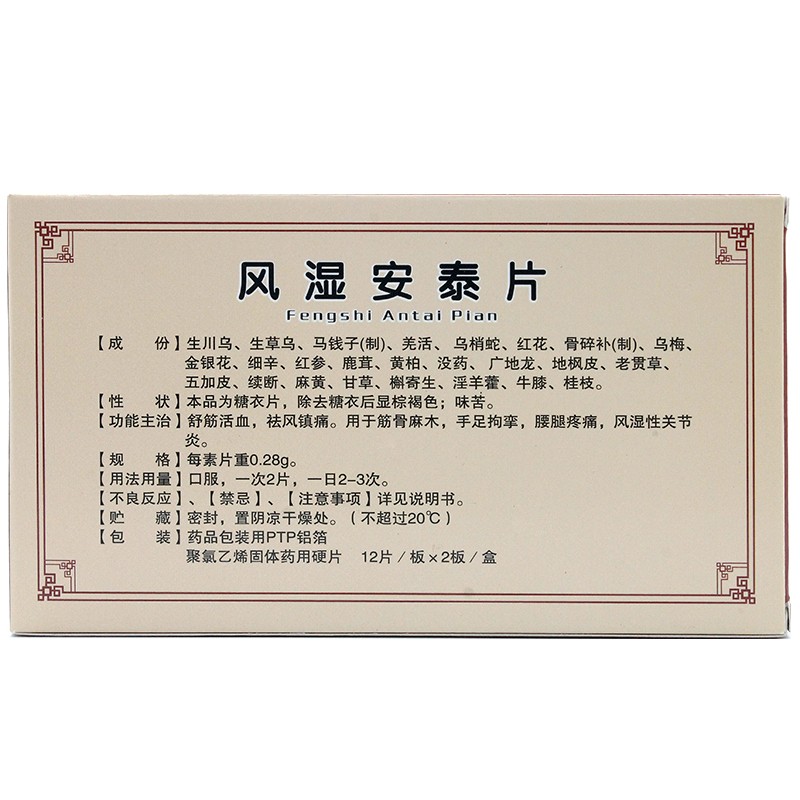 风湿安泰片
Fengshi Antai Pian
【成 份】生川乌、生草乌、马钱子(制)、羌活、乌梢蛇、红花、骨碎补(制)、乌梅、
金银花、细辛、红参、鹿茸、黄柏、没药、广地龙、地枫皮、老贯草、
五加皮、续断、麻黄、甘草、槲寄生、淫羊藿、牛膝、桂枝。
【性 状】本品为糖衣片，除去糖衣后显棕褐色；味苦。
【功能主治】舒筋活血，祛风镇痛。用于筋骨麻木，手足拘挛，腰腿疼痛，风湿性关节
炎。
【规 格】每素片重0.28g。
【用法用量】口服，一次2片，一日2-3次。
【不良反应】、【禁忌】、【注意事项】详见说明书。
【贮 藏】密封，置阴凉干燥处。（不超过20℃）
【包 装】药品包装用PTP铝箔
聚氯乙烯固体药用硬片 12片/板×2板/盒